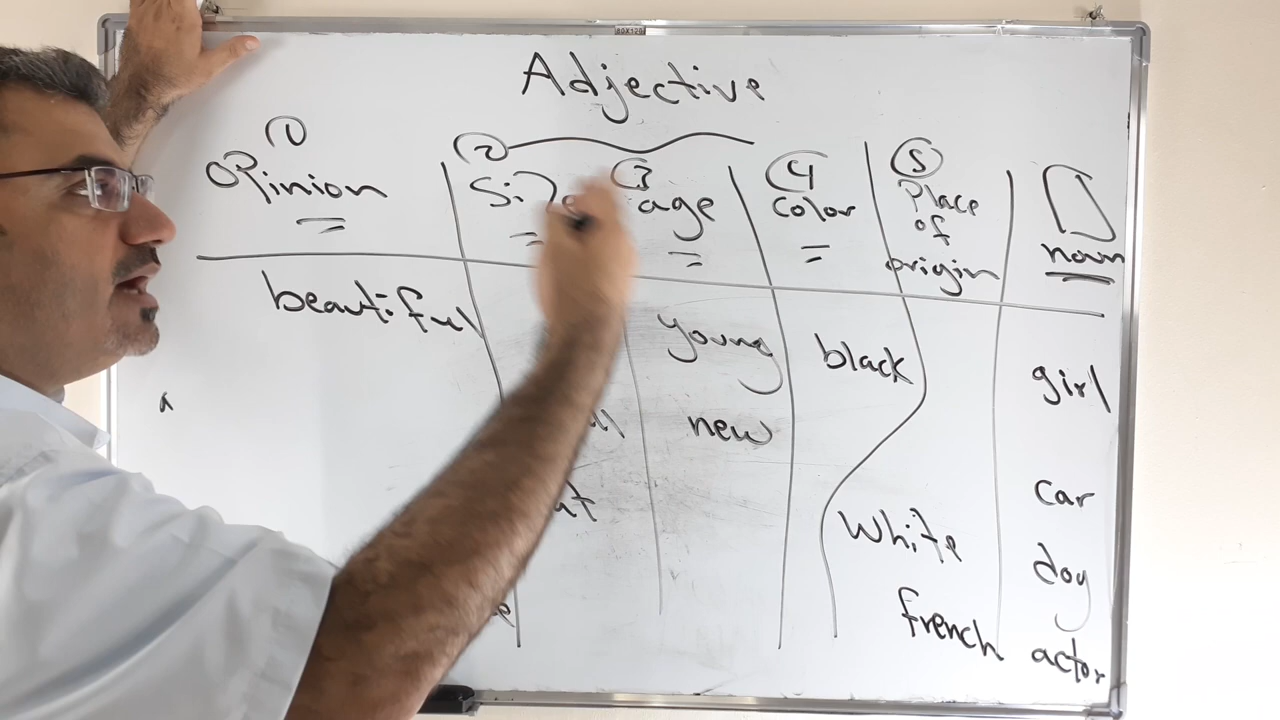 Adjective
1 2 3 4 5
Opinion age Color Place of origin noun
beautiful young black girl
a new car
White dog
french actor
80X120